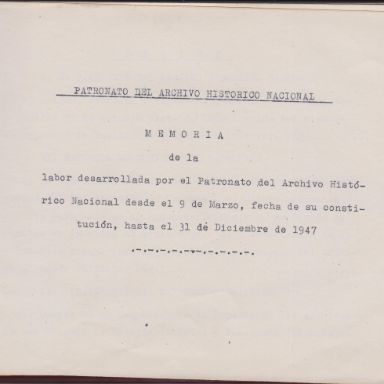 PATRONATO DEL ARCHIVO HISTORICO NACIONAL
M E M O R I A
de la
labor desarrollada por el Patronato del Archivo Histó-
rico Nacional desde el 9 de Marzo, fecha de su consti-
tución, hasta el 31 de Diciembre de 1947
.-.-.-.-.-.-.-.-.-.